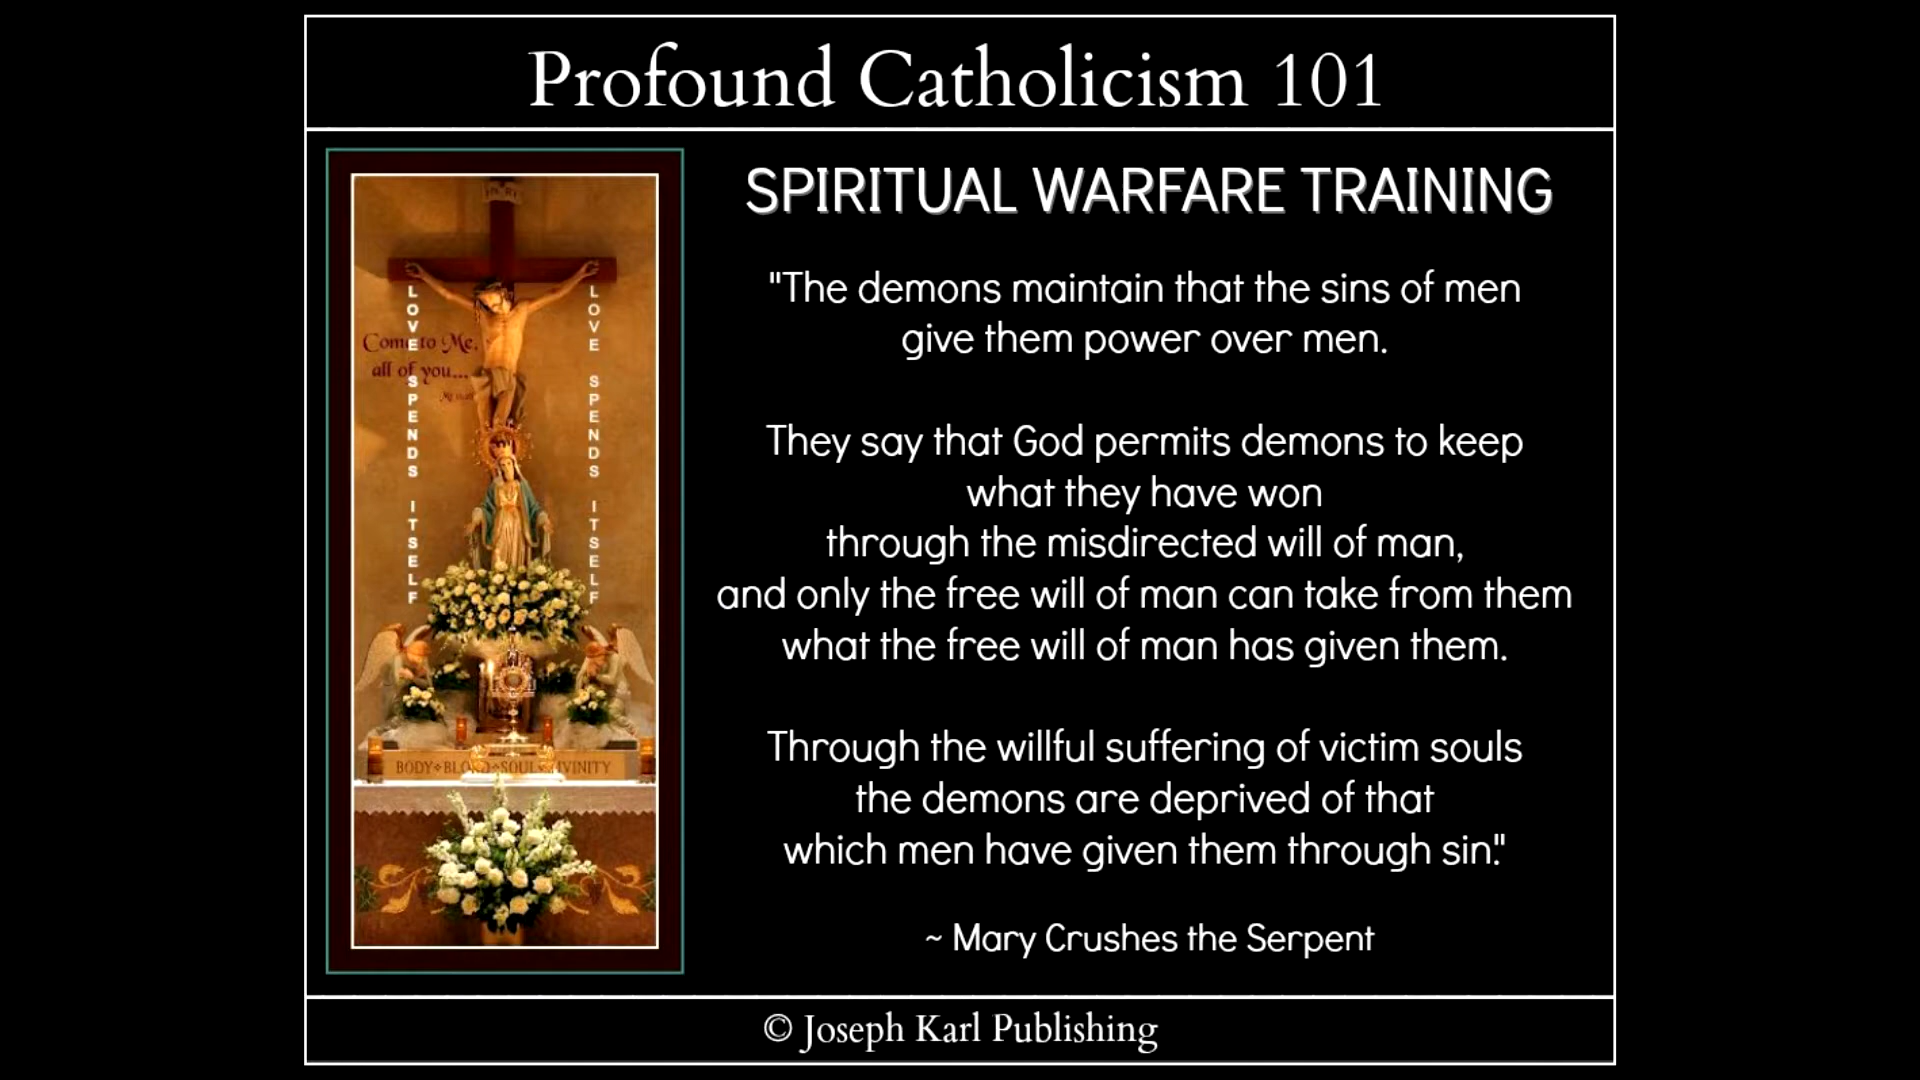 Profound Catholicism 101
SPIRITUAL WARFARE TRAINING
"The demons maintain that the sins of men
give them power over men.
They say that God permits demons to keep
what they have won
through the misdirected will of man,
and only the free will of man can take from them
what the free will of man has given them.
Through the willful suffering of victim souls
the demons are deprived of that
which men have given them through sin."
~ Mary Crushes the Serpent
© Joseph Karl Publishing
LOVE SPENDS ITSELF
LOVE SPENDS ITSELF
Come to Me,
all of you...
BODY SOUL